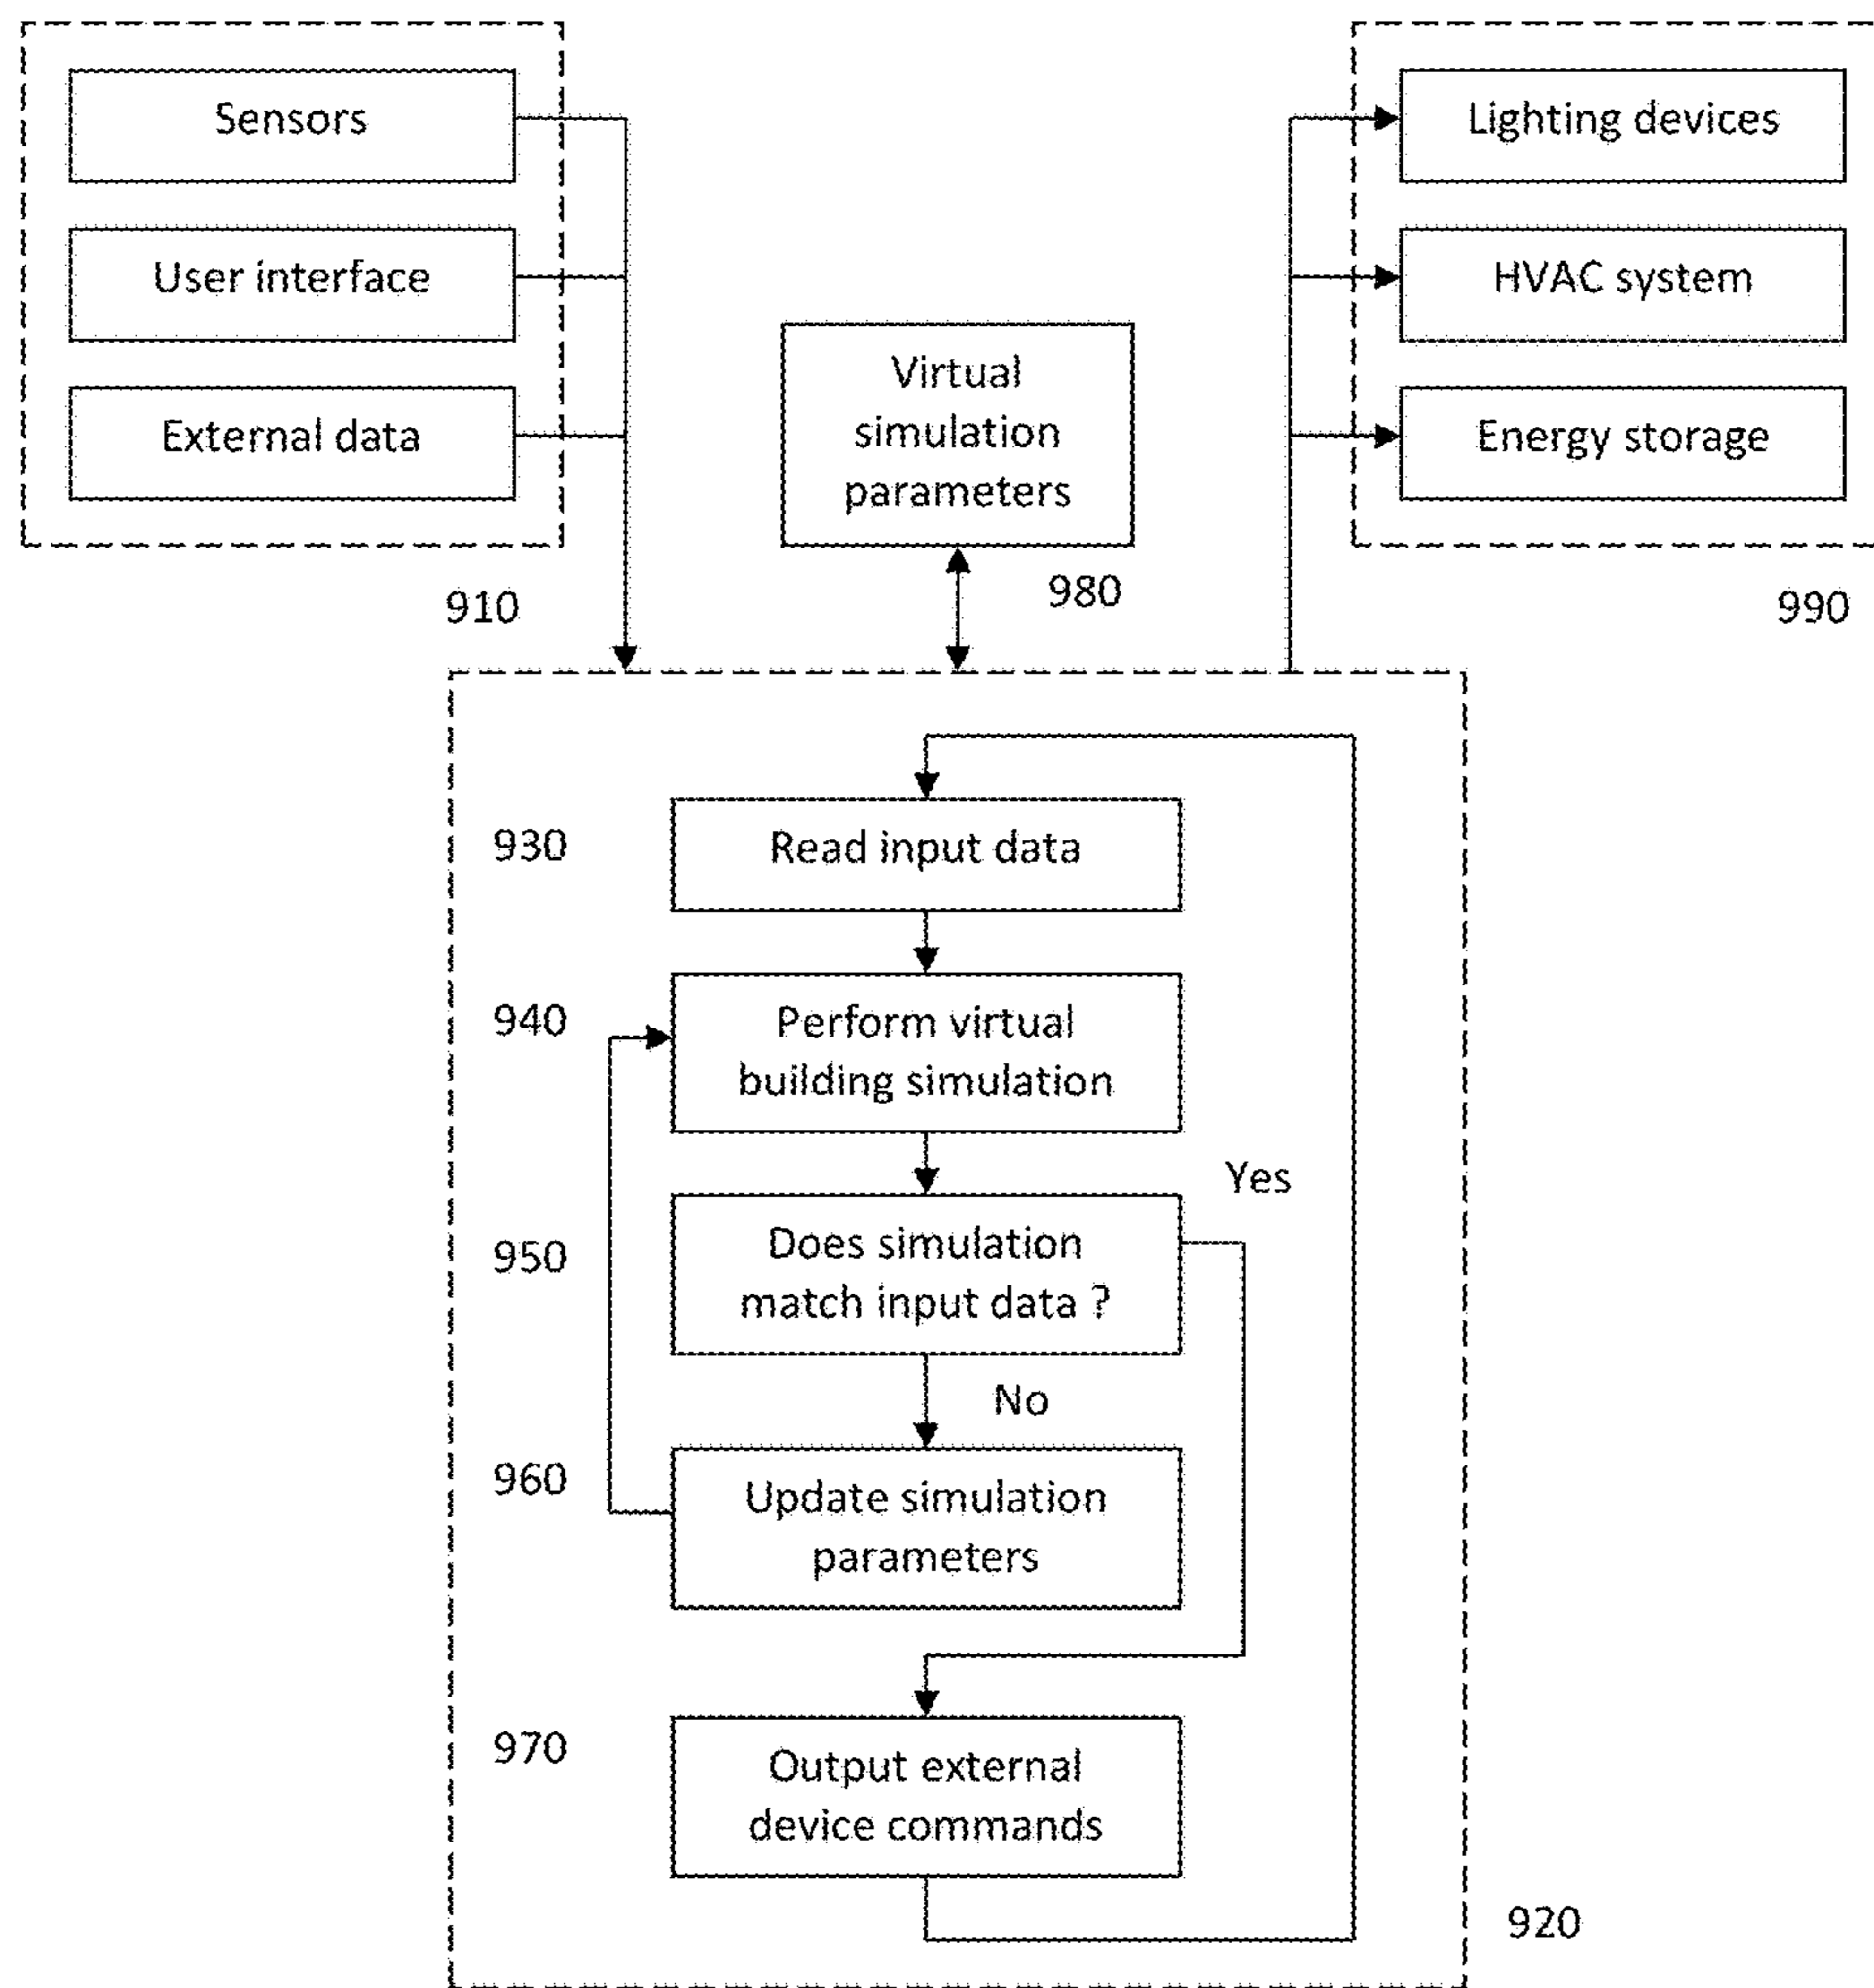 Sensors
User interface
External data
910
Virtual
simulation
parameters
980
Lighting devices
HVAC system
Energy storage
990
930
Read input data
940
Perform virtual
building simulation
Yes
950
Does simulation
match input data ?
No
960
Update simulation
parameters
970
Output external
device commands
920